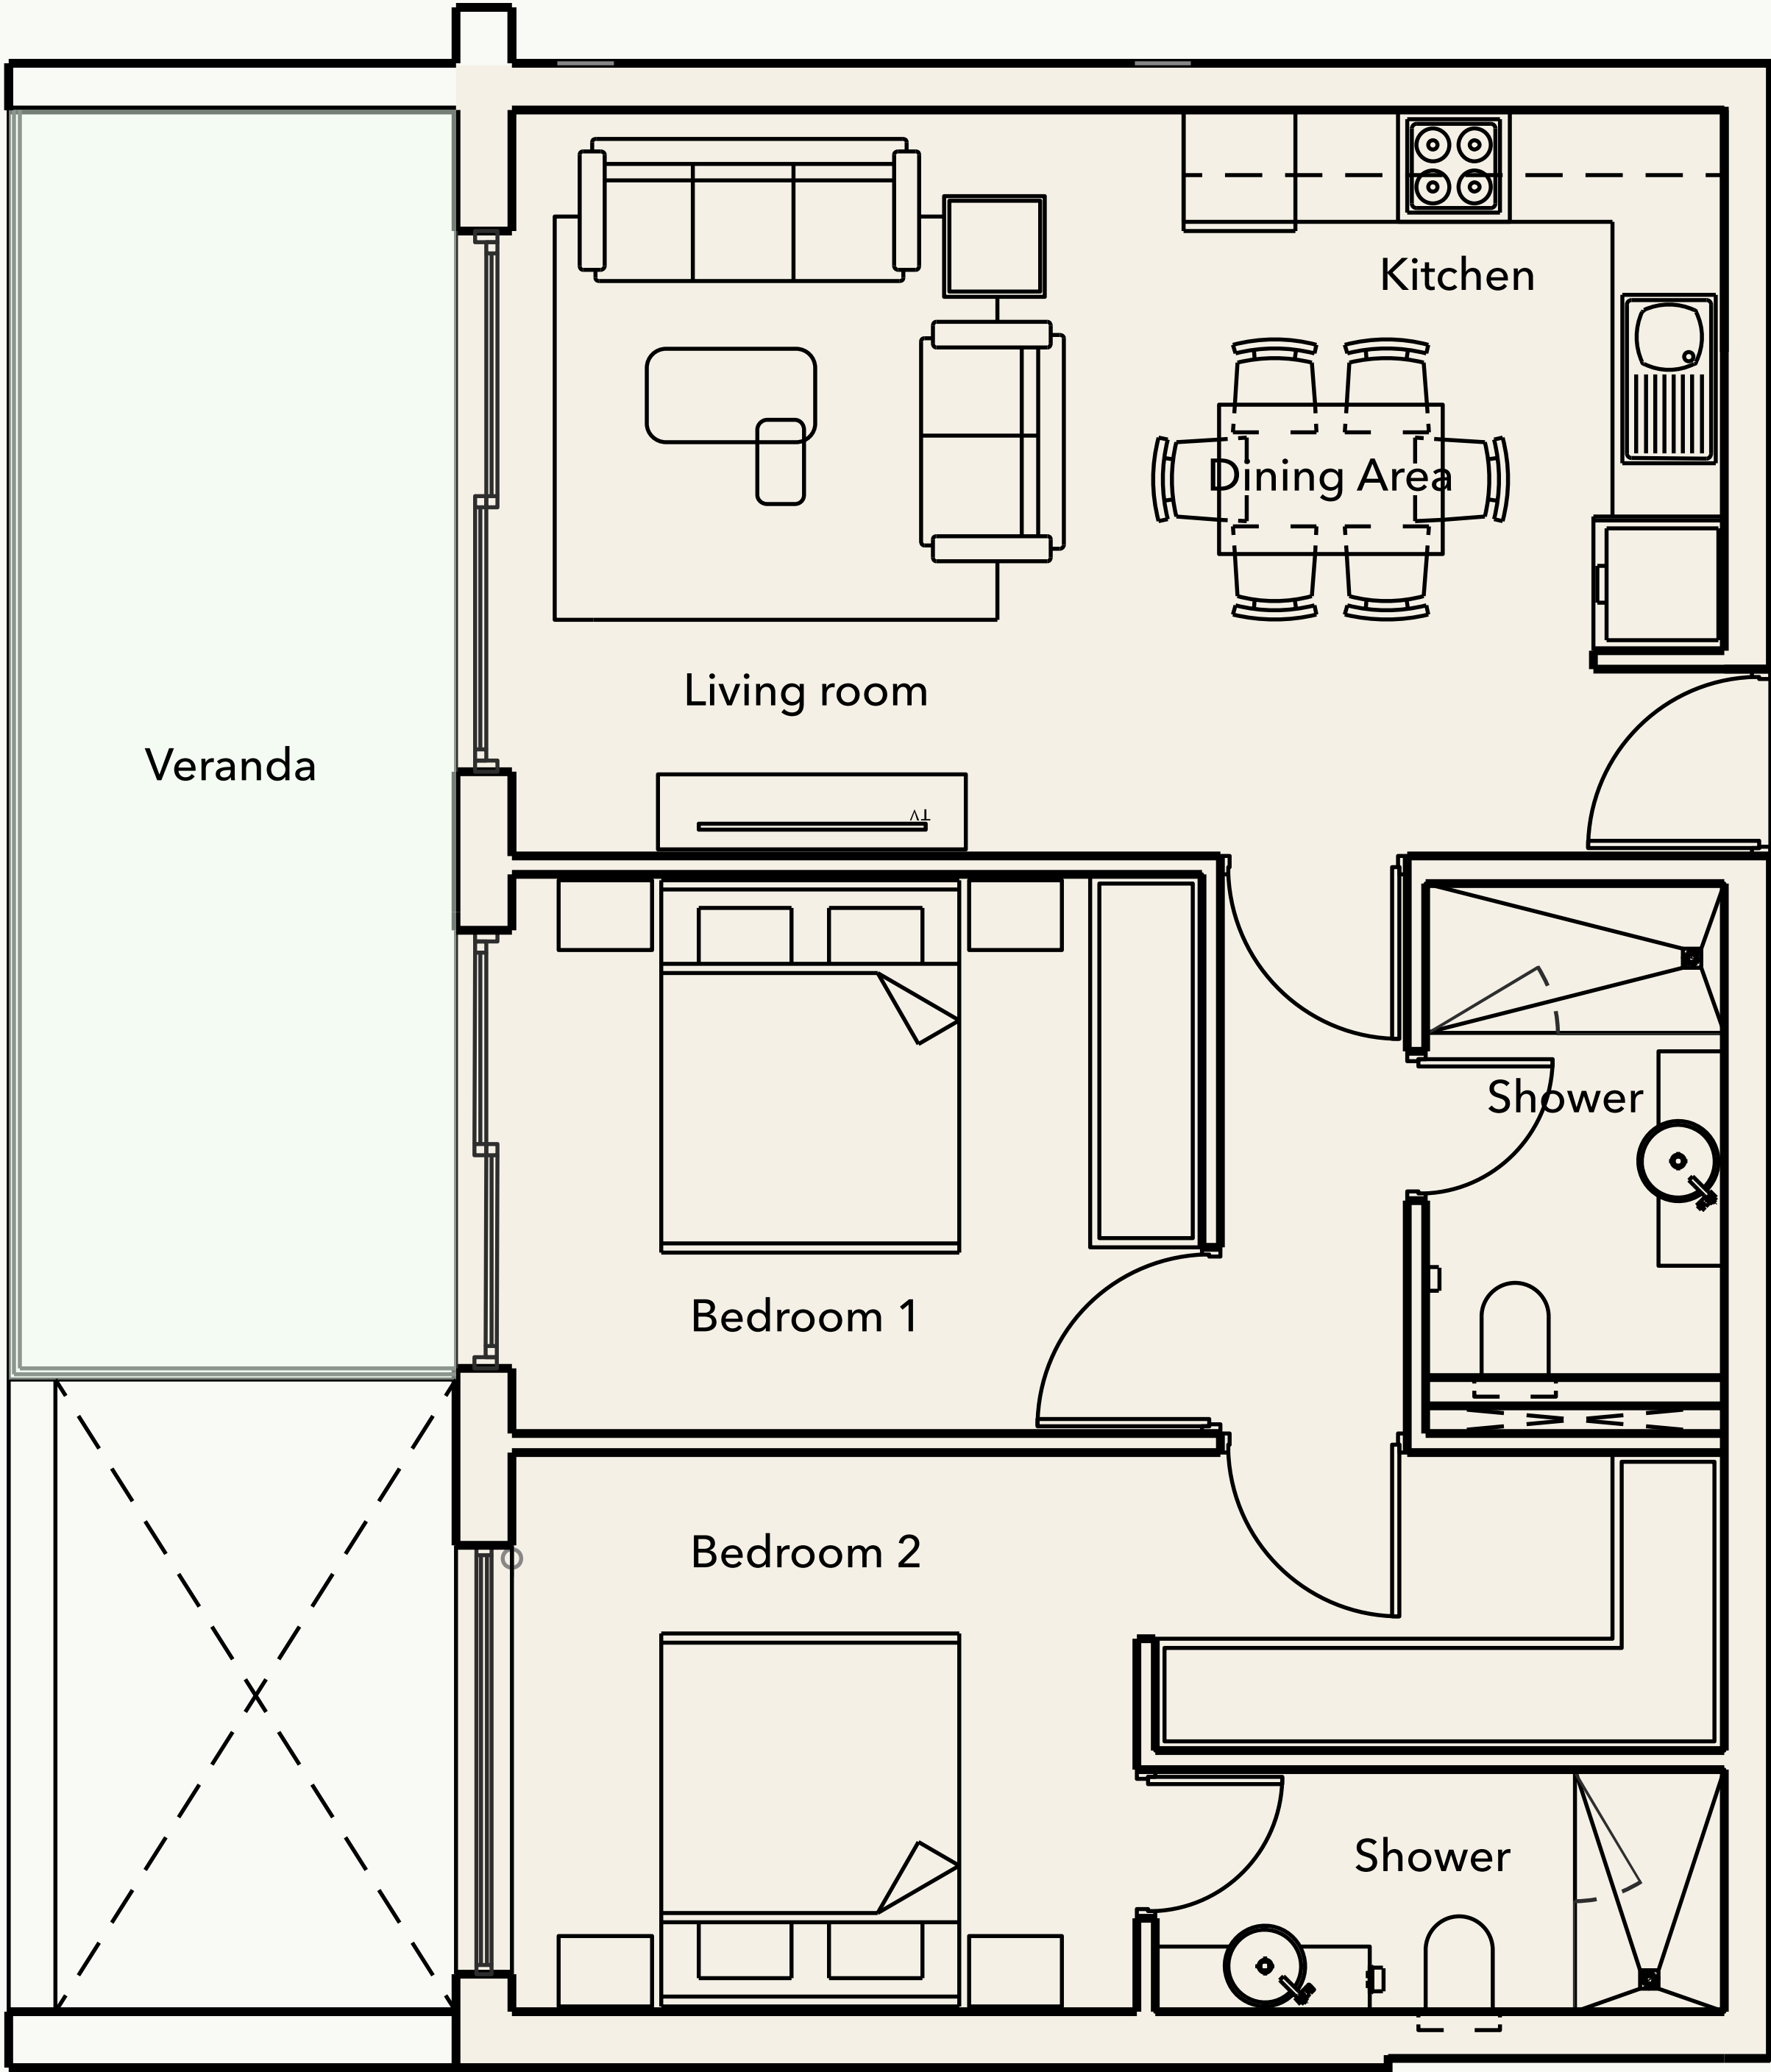 Kitchen
Dining Area
Living room
Veranda
TV
Shower
Bedroom 1
Bedroom 2
Shower